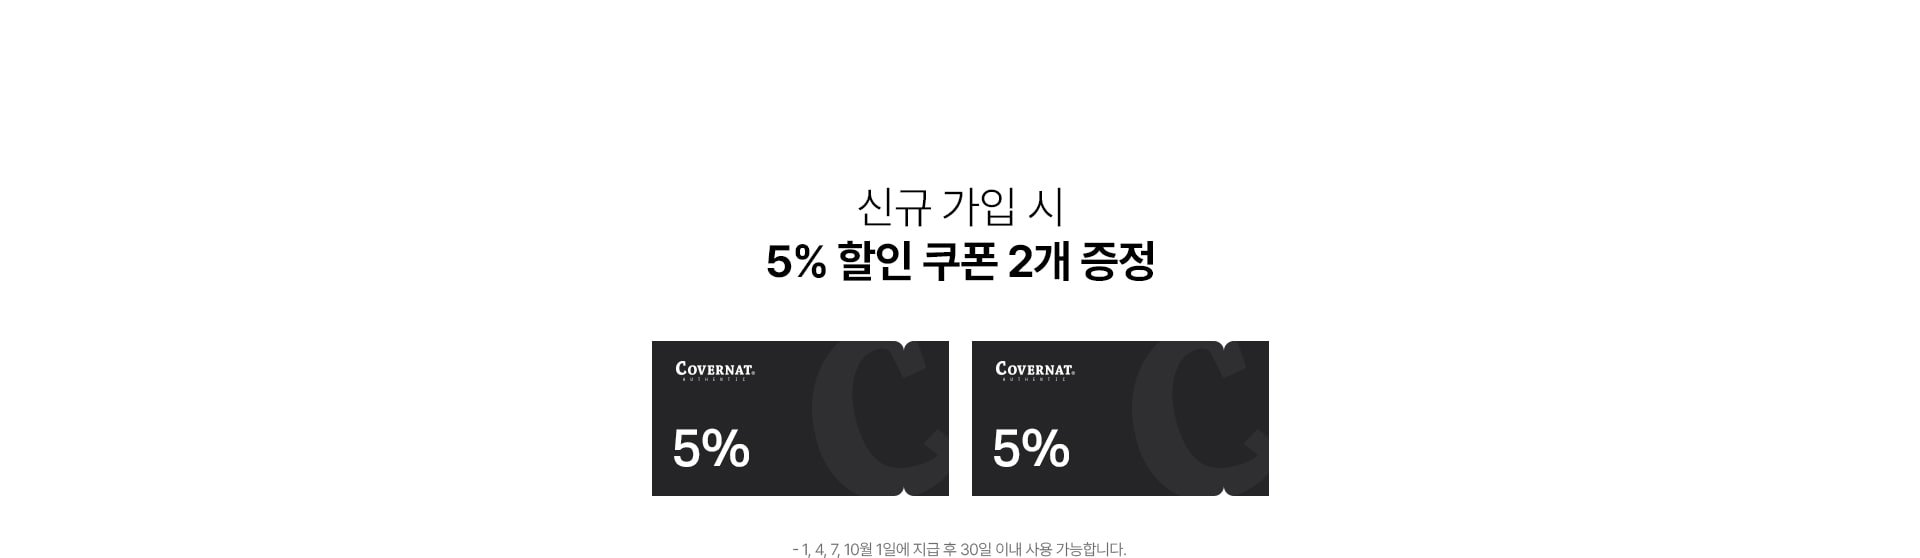 신규 가입 시
5% 할인 쿠폰 2개 증정
COVERNAT®
AUTHENTIC
5%
COVERNAT®
AUTHENTIC
5%
- 1, 4, 7, 10월 1일에 지급 후 30일 이내 사용 가능합니다.